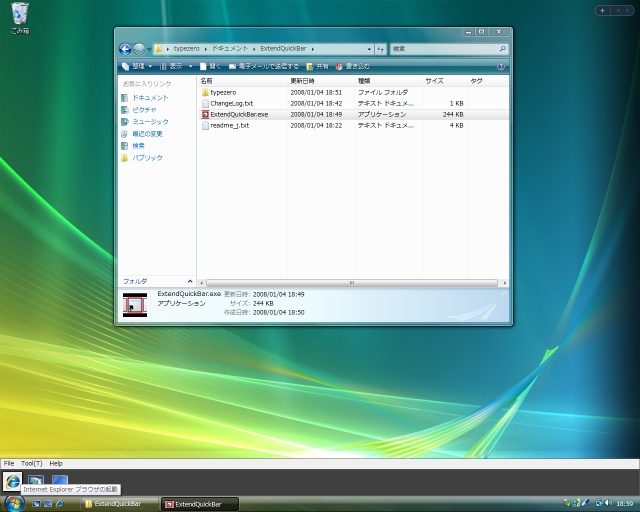 ごみ箱
typezero ▸ ドキュメント ▸ ExtendQuickBar
検索
整理 表示 開く 電子メールで送信する 共有 書き込む
お気に入りリンク
ドキュメント
ピクチャ
ミュージック
最近の変更
検索
パブリック
フォルダ
名前 更新日時 種類 サイズ タグ
typezero 2008/01/04 18:51 ファイル フォルダ
ChangeLog.txt 2008/01/04 18:42 テキスト ドキュメ... 1 KB
ExtendQuickBar.exe 2008/01/04 18:49 アプリケーション 244 KB
readme_j.txt 2008/01/04 18:22 テキスト ドキュメ... 4 KB
ExtendQuickBar.exe 更新日時: 2008/01/04 18:49
アプリケーション サイズ: 244 KB
作成日時: 2008/01/04 18:50
File Tool(T) Help
Internet Explorer ブラウザの起動
ExtendQuickBar
ExtendQuickBar
18:59